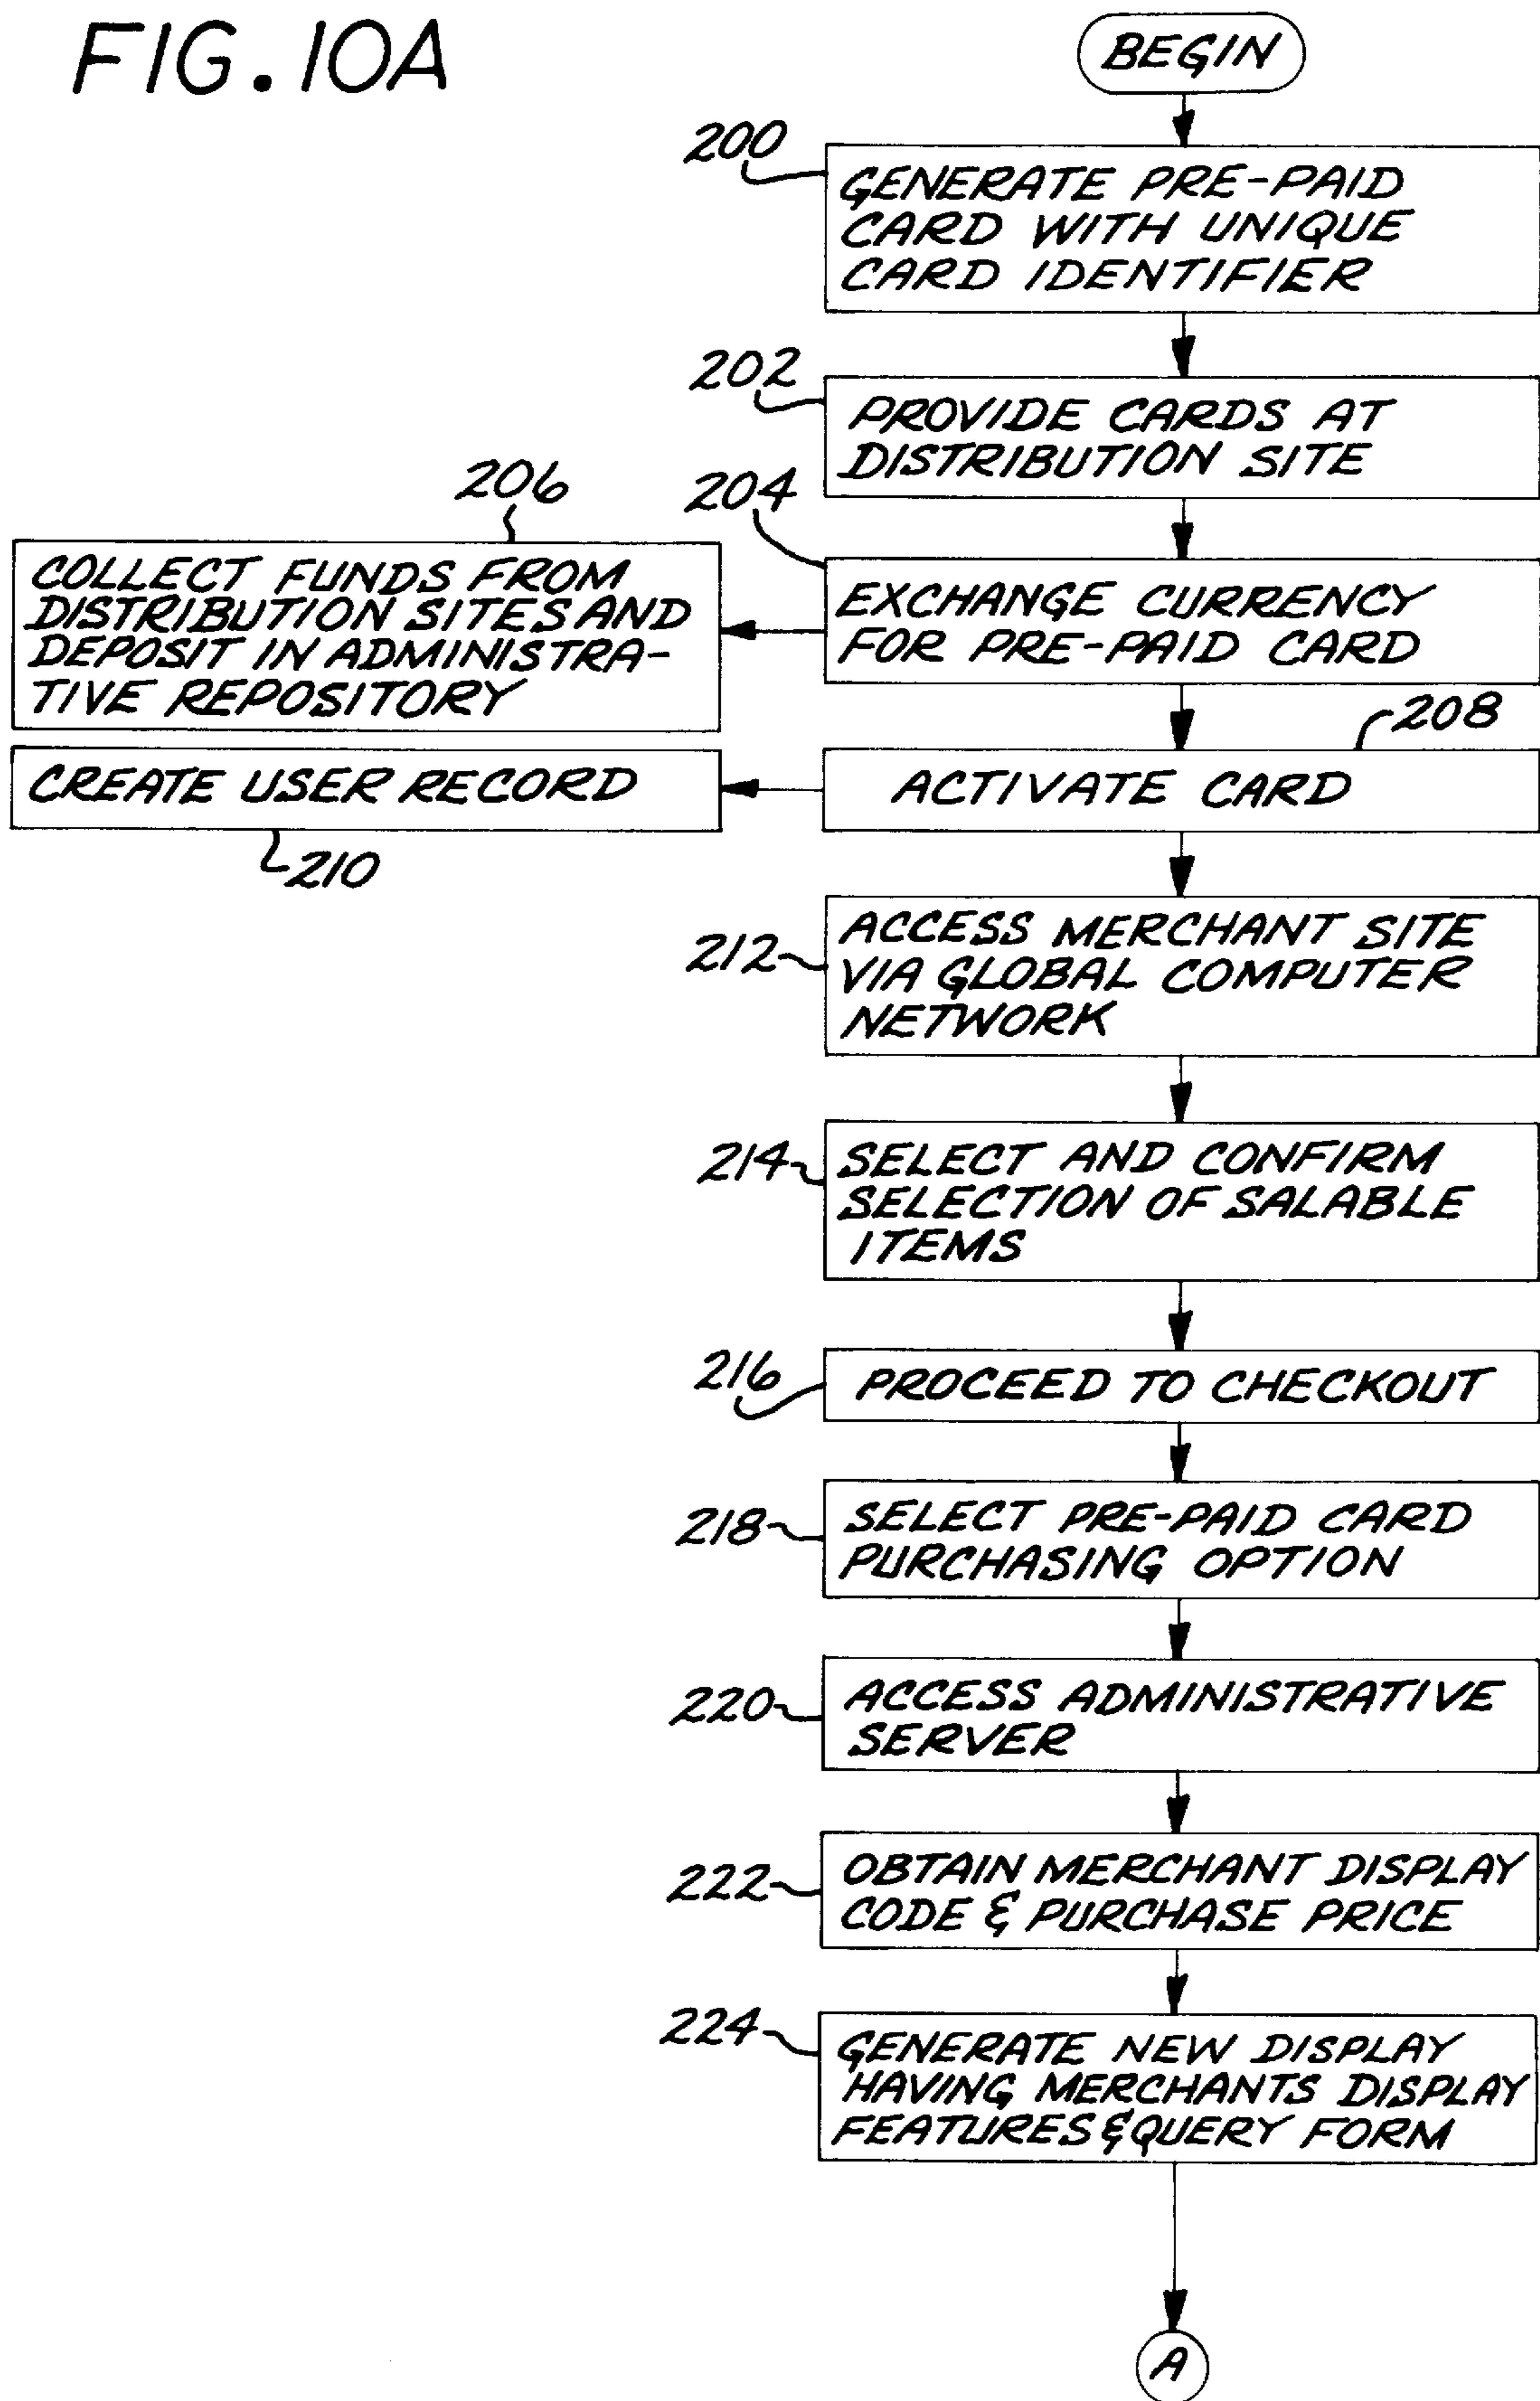 FIG. 10A
BEGIN
200
GENERATE PRE-PAID
CARD WITH UNIQUE
CARD IDENTIFIER
202
PROVIDE CARDS AT
DISTRIBUTION SITE
206
COLLECT FUNDS FROM
DISTRIBUTION SITES AND
DEPOSIT IN ADMINISTRA-
TIVE REPOSITORY
204
EXCHANGE CURRENCY
FOR PRE-PAID CARD
208
ACTIVATE CARD
CREATE USER RECORD
210
212
ACCESS MERCHANT SITE
VIA GLOBAL COMPUTER
NETWORK
214
SELECT AND CONFIRM
SELECTION OF SALABLE
ITEMS
216
PROCEED TO CHECKOUT
218
SELECT PRE-PAID CARD
PURCHASING OPTION
220
ACCESS ADMINISTRATIVE
SERVER
222
OBTAIN MERCHANT DISPLAY
CODE & PURCHASE PRICE
224
GENERATE NEW DISPLAY
HAVING MERCHANTS DISPLAY
FEATURES & QUERY FORM
A